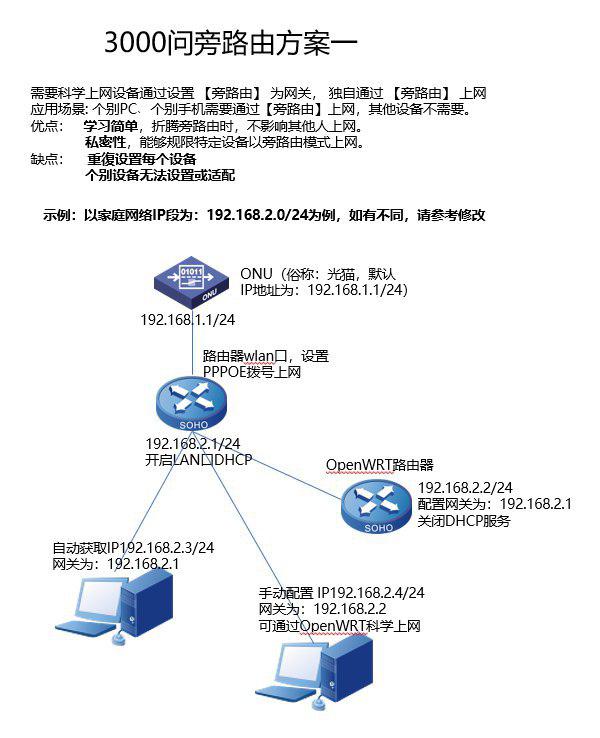 3000问旁路由方案一
需要科学上网设备通过设置 【旁路由】 为网关， 独自通过 【旁路由】 上网
应用场景: 个别PC、个别手机需要通过【旁路由】上网，其他设备不需要。
优点： 学习简单，折腾旁路由时，不影响其他人上网。
私密性，能够规限特定设备以旁路由模式上网。
缺点： 重復设置每个设备
个别设备无法设置或适配
示例：以家庭网络IP段为：192.168.2.0/24为例，如有不同，请参考修改
01011
ONU
ONU（俗称：光猫，默认
IP地址为：192.168.1.1/24）
192.168.1.1/24
路由器wlan口，设置
PPPOE拨号上网
SOHO
192.168.2.1/24
开启LAN口DHCP
OpenWRT路由器
SOHO
192.168.2.2/24
配置网关为：192.168.2.1
关闭DHCP服务
自动获取IP192.168.2.3/24
网关为：192.168.2.1
手动配置 IP192.168.2.4/24
网关为：192.168.2.2
可通过OpenWRT科学上网